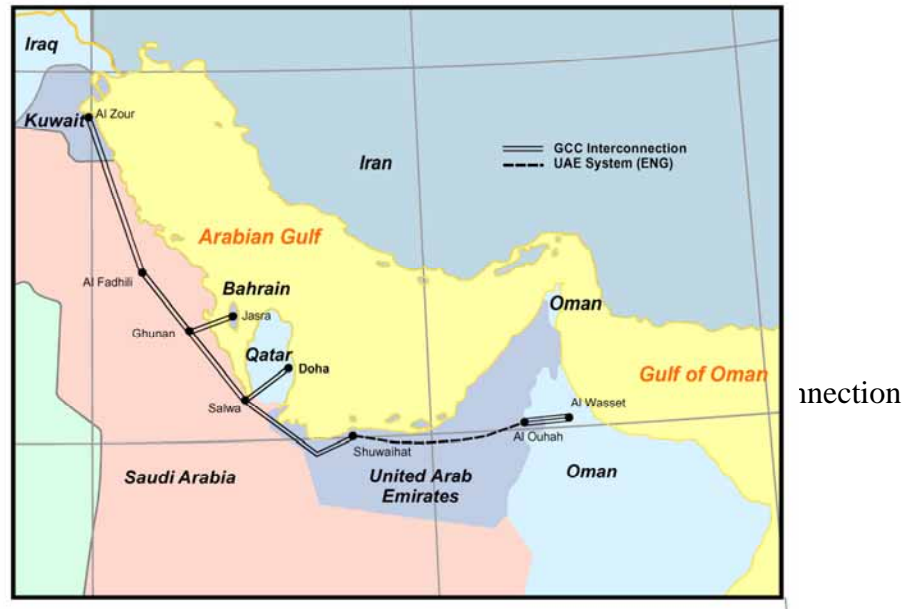 Iraq
Kuwait
Al Zour
Iran
GCC Interconnection
UAE System (ENG)
Arabian Gulf
Al Fadhili
Bahrain
Jasra
Ghunan
Oman
Qatar
Doha
Gulf of Oman
nnection
Salwa
Al Wasset
Al Ouhah
Shuwaihat
Saudi Arabia
United Arab
Emirates
Oman